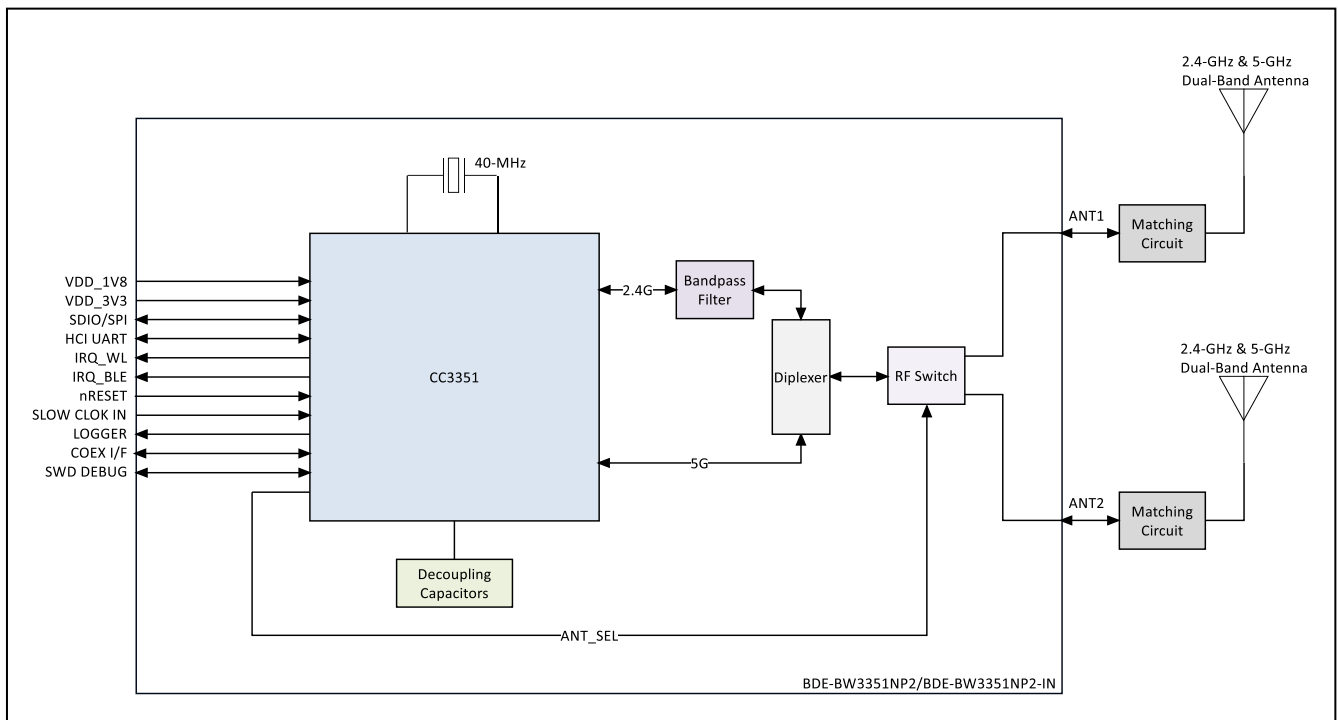 2.4-GHz & 5-GHz
Dual-Band Antenna
40-MHz
ANT1
Matching
Circuit
VDD_1V8
VDD_3V3
SDIO/SPI
HCI UART
IRQ_WL
IRQ_BLE
nRESET
SLOW CLOK IN
LOGGER
COEX I/F
SWD DEBUG
CC3351
2.4G
Bandpass
Filter
Diplexer
RF Switch
5G
2.4-GHz & 5-GHz
Dual-Band Antenna
ANT2
Matching
Circuit
Decoupling
Capacitors
ANT_SEL
BDE-BW3351NP2/BDE-BW3351NP2-IN